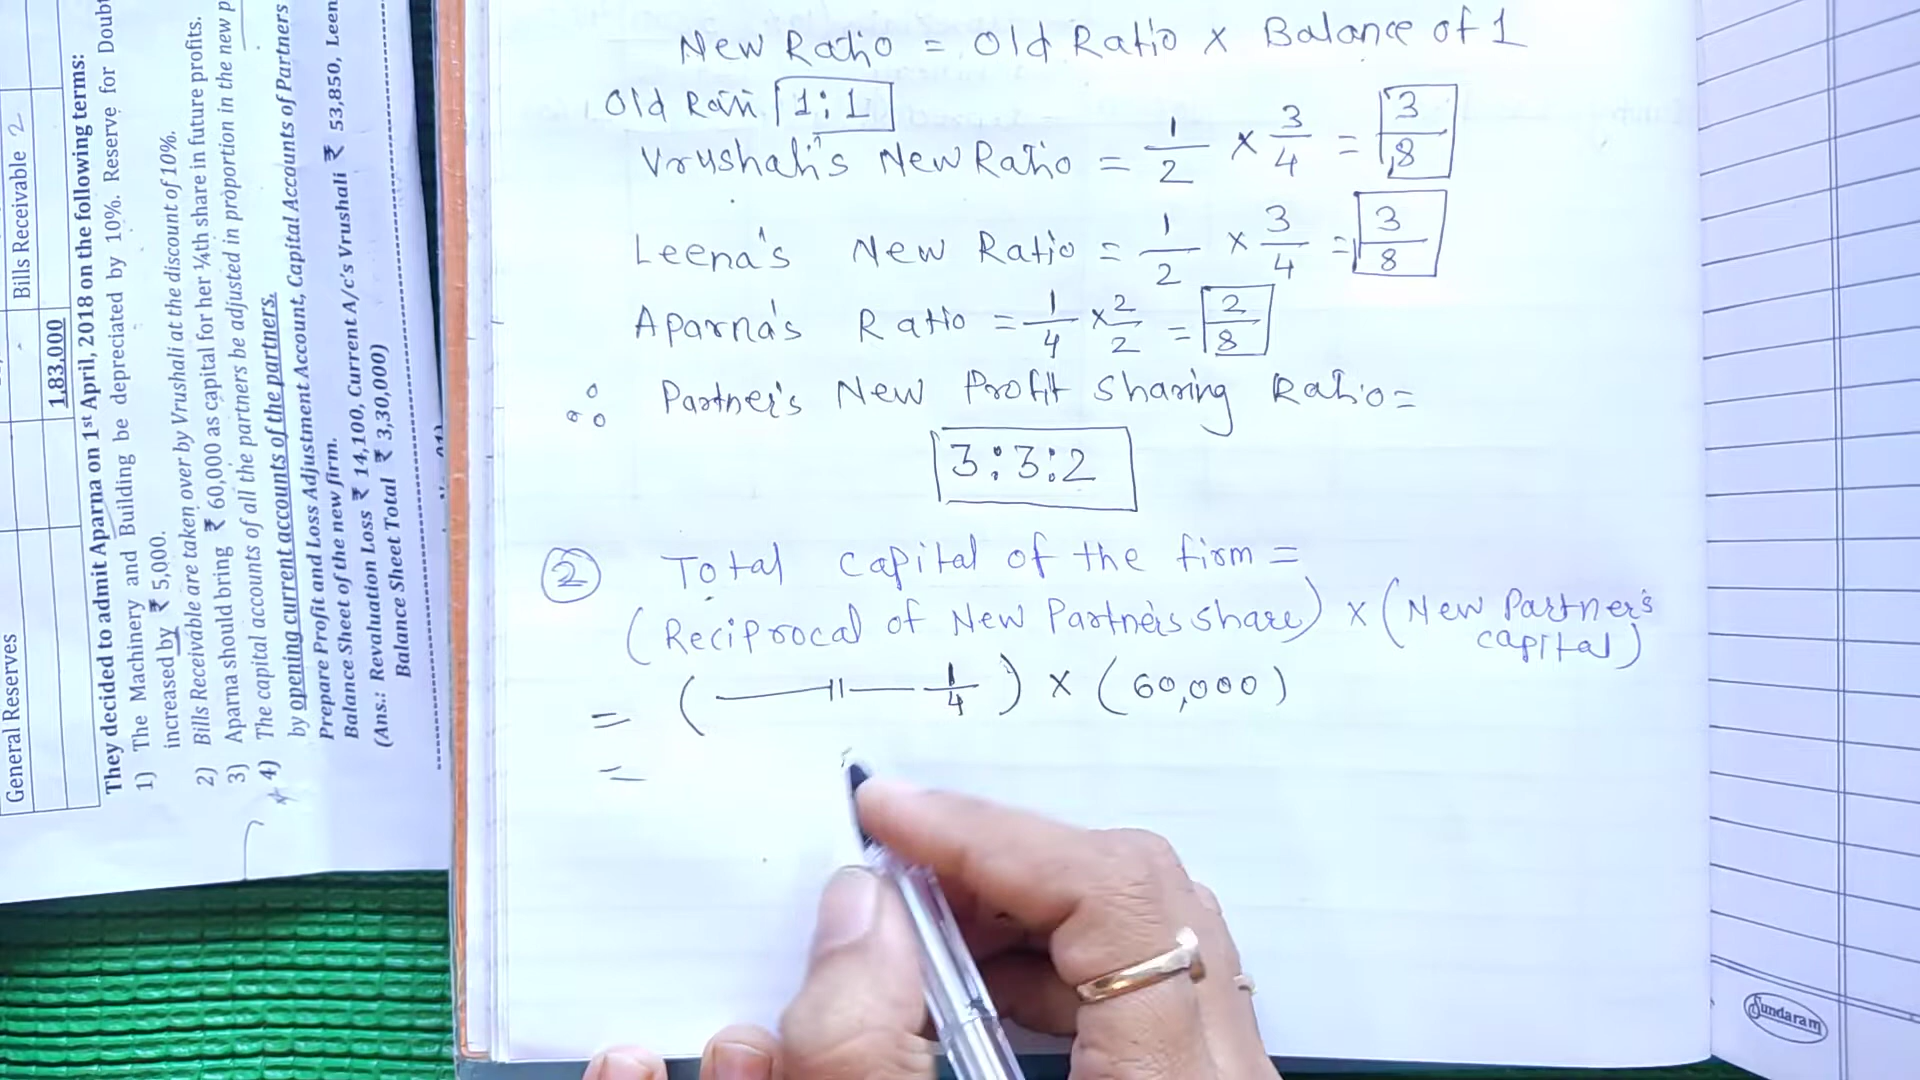 General Reserves
Bills Receivable 2
1,83,000
They decided to admit Aparna on 1st April, 2018 on the following terms:
1) The Machinery and Building be depreciated by 10%. Reserve for Doubt
increased by ₹ 5,000.
2) Bills Receivable are taken over by Vrushali at the discount of 10%.
3) Aparna should bring ₹ 60,000 as capital for her ¼th share in future profits.
4) The capital accounts of all the partners be adjusted in proportion in the new p
by opening current accounts of the partners.
Prepare Profit and Loss Adjustment Account, Capital Accounts of Partners
Balance Sheet of the new firm.
(Ans.: Revaluation Loss ₹ 14,100, Current A/c's Vrushali ₹ 53,850, Leen
Balance Sheet Total ₹ 3,30,000)
New Ratio = Old Ratio x Balance of 1
Old Ratio 1:1
Vrushali's New Ratio = 1/2 x 3/4 = 3/8
Leena's New Ratio = 1/2 x 3/4 = 3/8
Aparna's Ratio = 1/4 x 2/2 = 2/8
∴ Partner's New Profit Sharing Ratio =
3:3:2
② Total capital of the firm =
(Reciprocal of New Partner's share) x (New Partner's capital)
= ( —〃— 1/4 ) x (60,000)
=
Sundaram